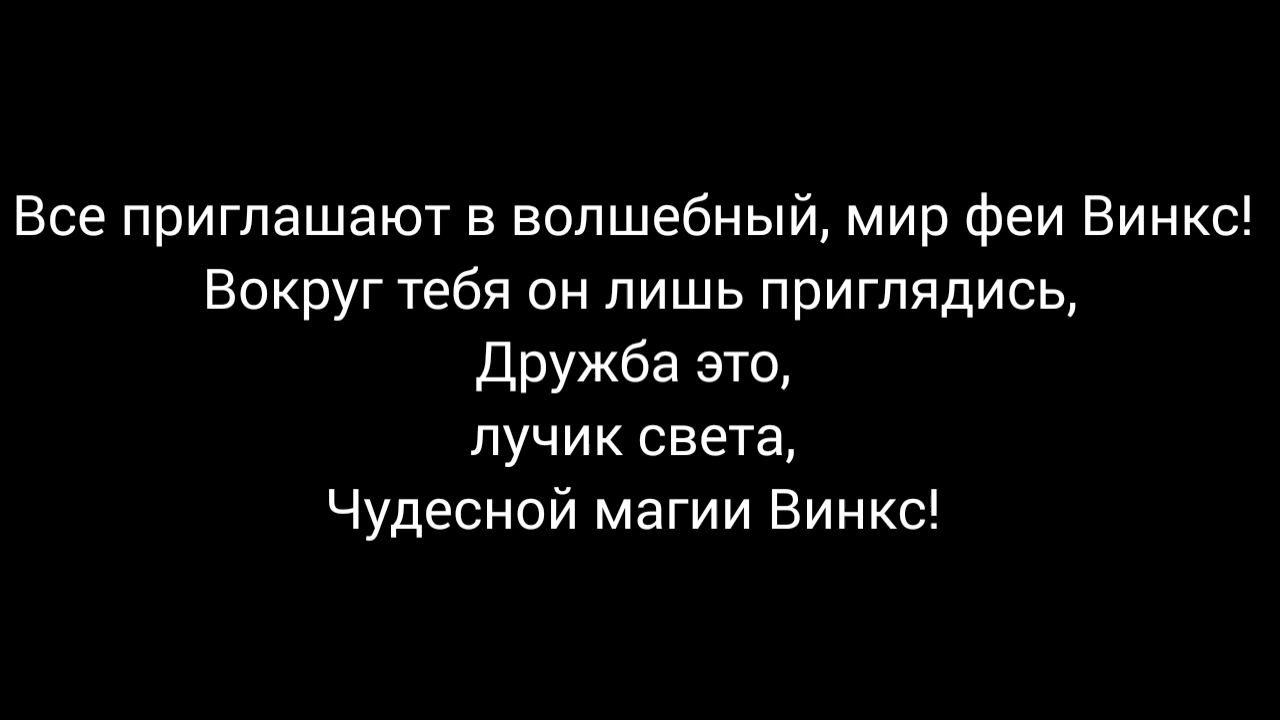 Все приглашают в волшебный, мир феи Винкс!
Вокруг тебя он лишь приглядись,
Дружба это,
лучик света,
Чудесной магии Винкс!